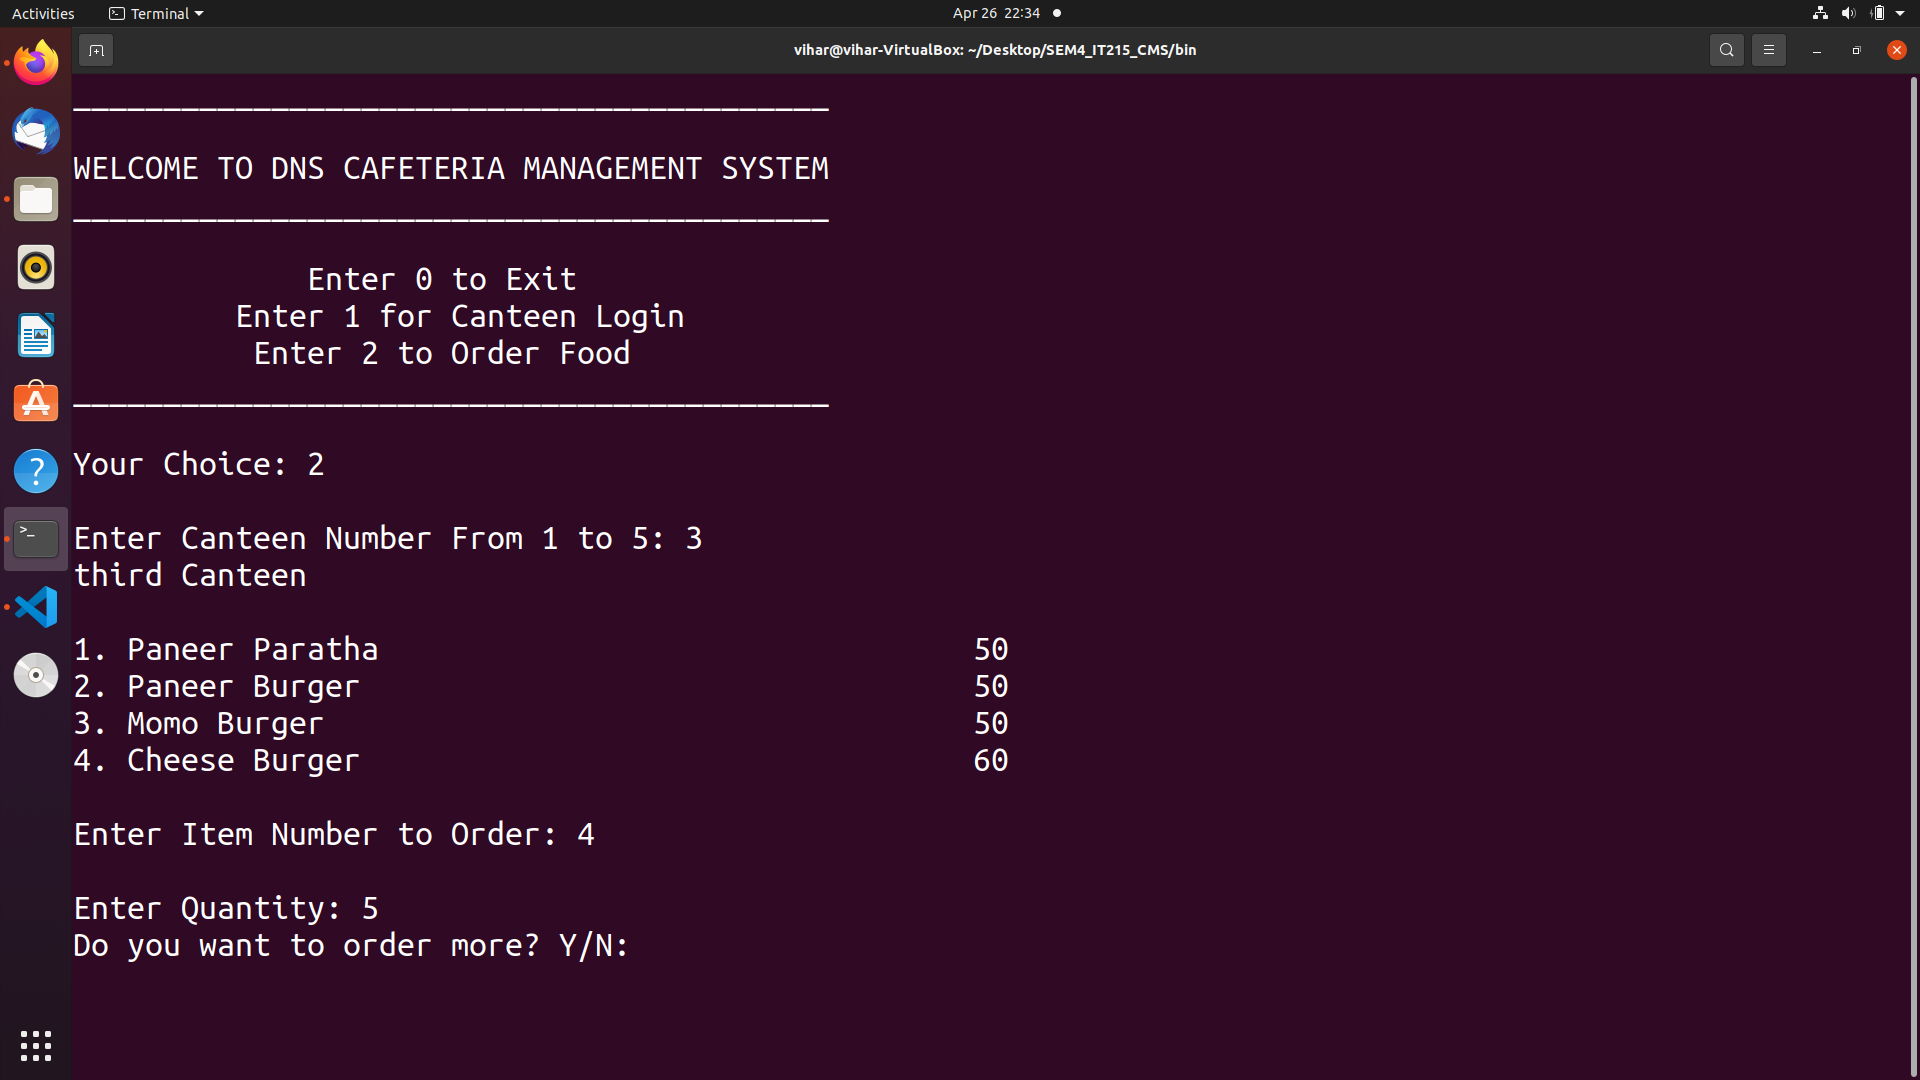 Activities Terminal Apr 26 22:34
vihar@vihar-VirtualBox: ~/Desktop/SEM4_IT215_CMS/bin
__________________________________________
WELCOME TO DNS CAFETERIA MANAGEMENT SYSTEM
__________________________________________
Enter 0 to Exit
Enter 1 for Canteen Login
Enter 2 to Order Food
__________________________________________
Your Choice: 2
Enter Canteen Number From 1 to 5: 3
third Canteen
1. Paneer Paratha 50
2. Paneer Burger 50
3. Momo Burger 50
4. Cheese Burger 60
Enter Item Number to Order: 4
Enter Quantity: 5
Do you want to order more? Y/N: